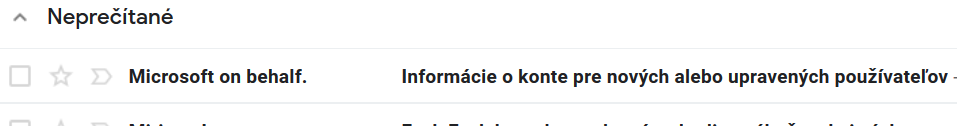 Neprečítané
Microsoft on behalf. Informácie o konte pre nových alebo upravených používateľov -